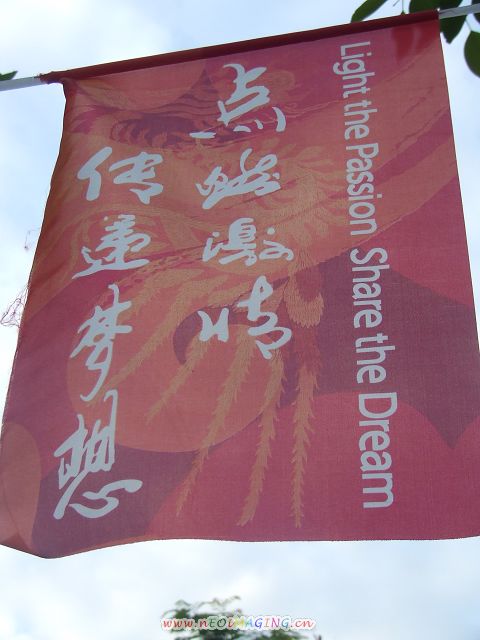 点燃激情
传递梦想
Light the Passion Share the Dream
www.nEOiMAGING.cn